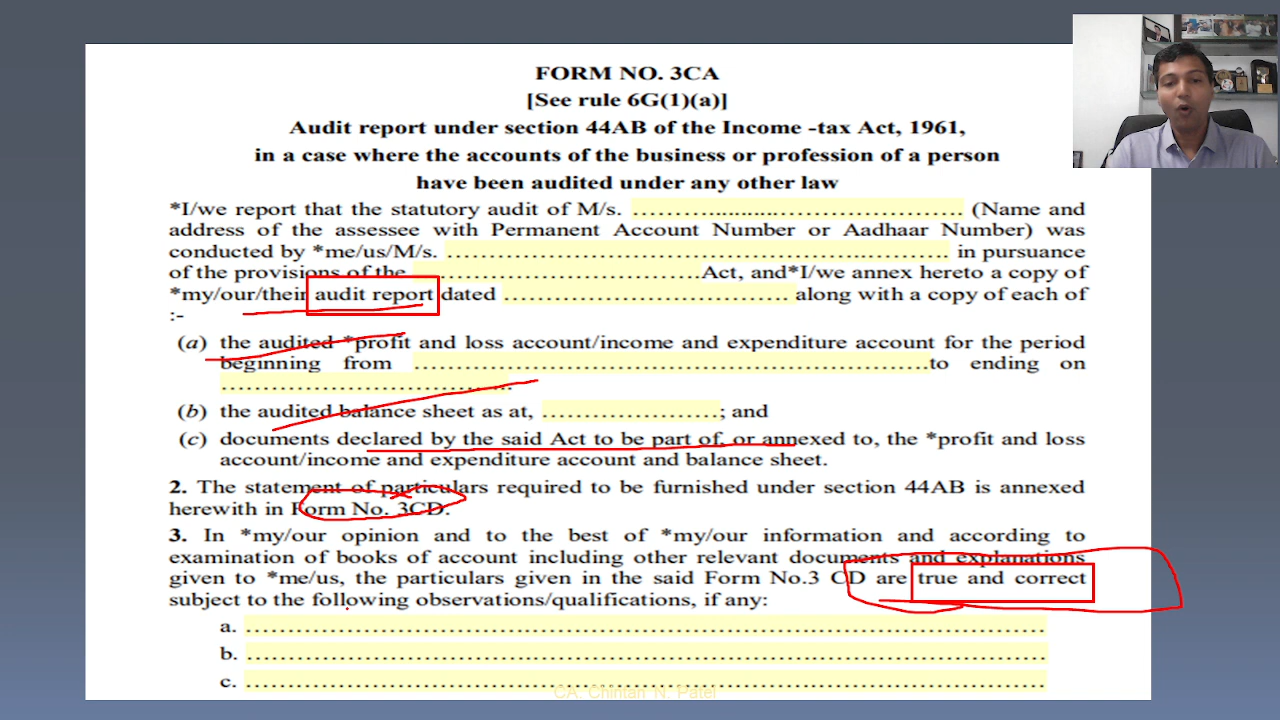 FORM NO. 3CA
[See rule 6G(1)(a)]
Audit report under section 44AB of the Income -tax Act, 1961,
in a case where the accounts of the business or profession of a person
have been audited under any other law
*I/we report that the statutory audit of M/s. ………............…………………. (Name and
address of the assessee with Permanent Account Number or Aadhaar Number) was
conducted by *me/us/M/s. ……………………………………………..………. in pursuance
of the provisions of the ……………………………….Act, and*I/we annex hereto a copy of
*my/our/their audit report dated ………………………………. along with a copy of each of
:-
(a) the audited *profit and loss account/income and expenditure account for the period
beginning from ……………………………………………………………….to ending on
…………………………………….
(b) the audited balance sheet as at, ………………….; and
(c) documents declared by the said Act to be part of, or annexed to, the *profit and loss
account/income and expenditure account and balance sheet.
2. The statement of particulars required to be furnished under section 44AB is annexed
herewith in Form No. 3CD.
3. In *my/our opinion and to the best of *my/our information and according to
examination of books of account including other relevant documents and explanations
given to *me/us, the particulars given in the said Form No.3 CD are true and correct
subject to the following observations/qualifications, if any:
a. ……………………………………………………………………………………
b. ……………………………………………………………………………………
c. ……………………………………………………………………………………
CA. Chintan N. Patel